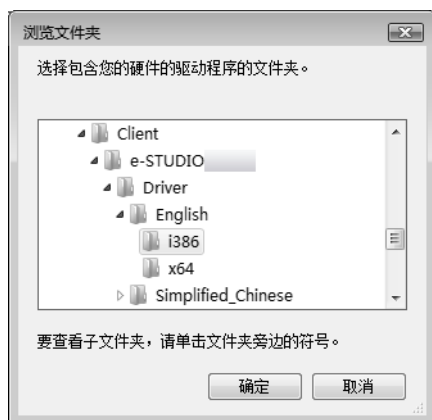 浏览文件夹
选择包含您的硬件的驱动程序的文件夹。
Client
e-STUDIO
Driver
English
i386
x64
Simplified_Chinese
要查看子文件夹，请单击文件夹旁边的符号。
确定 取消